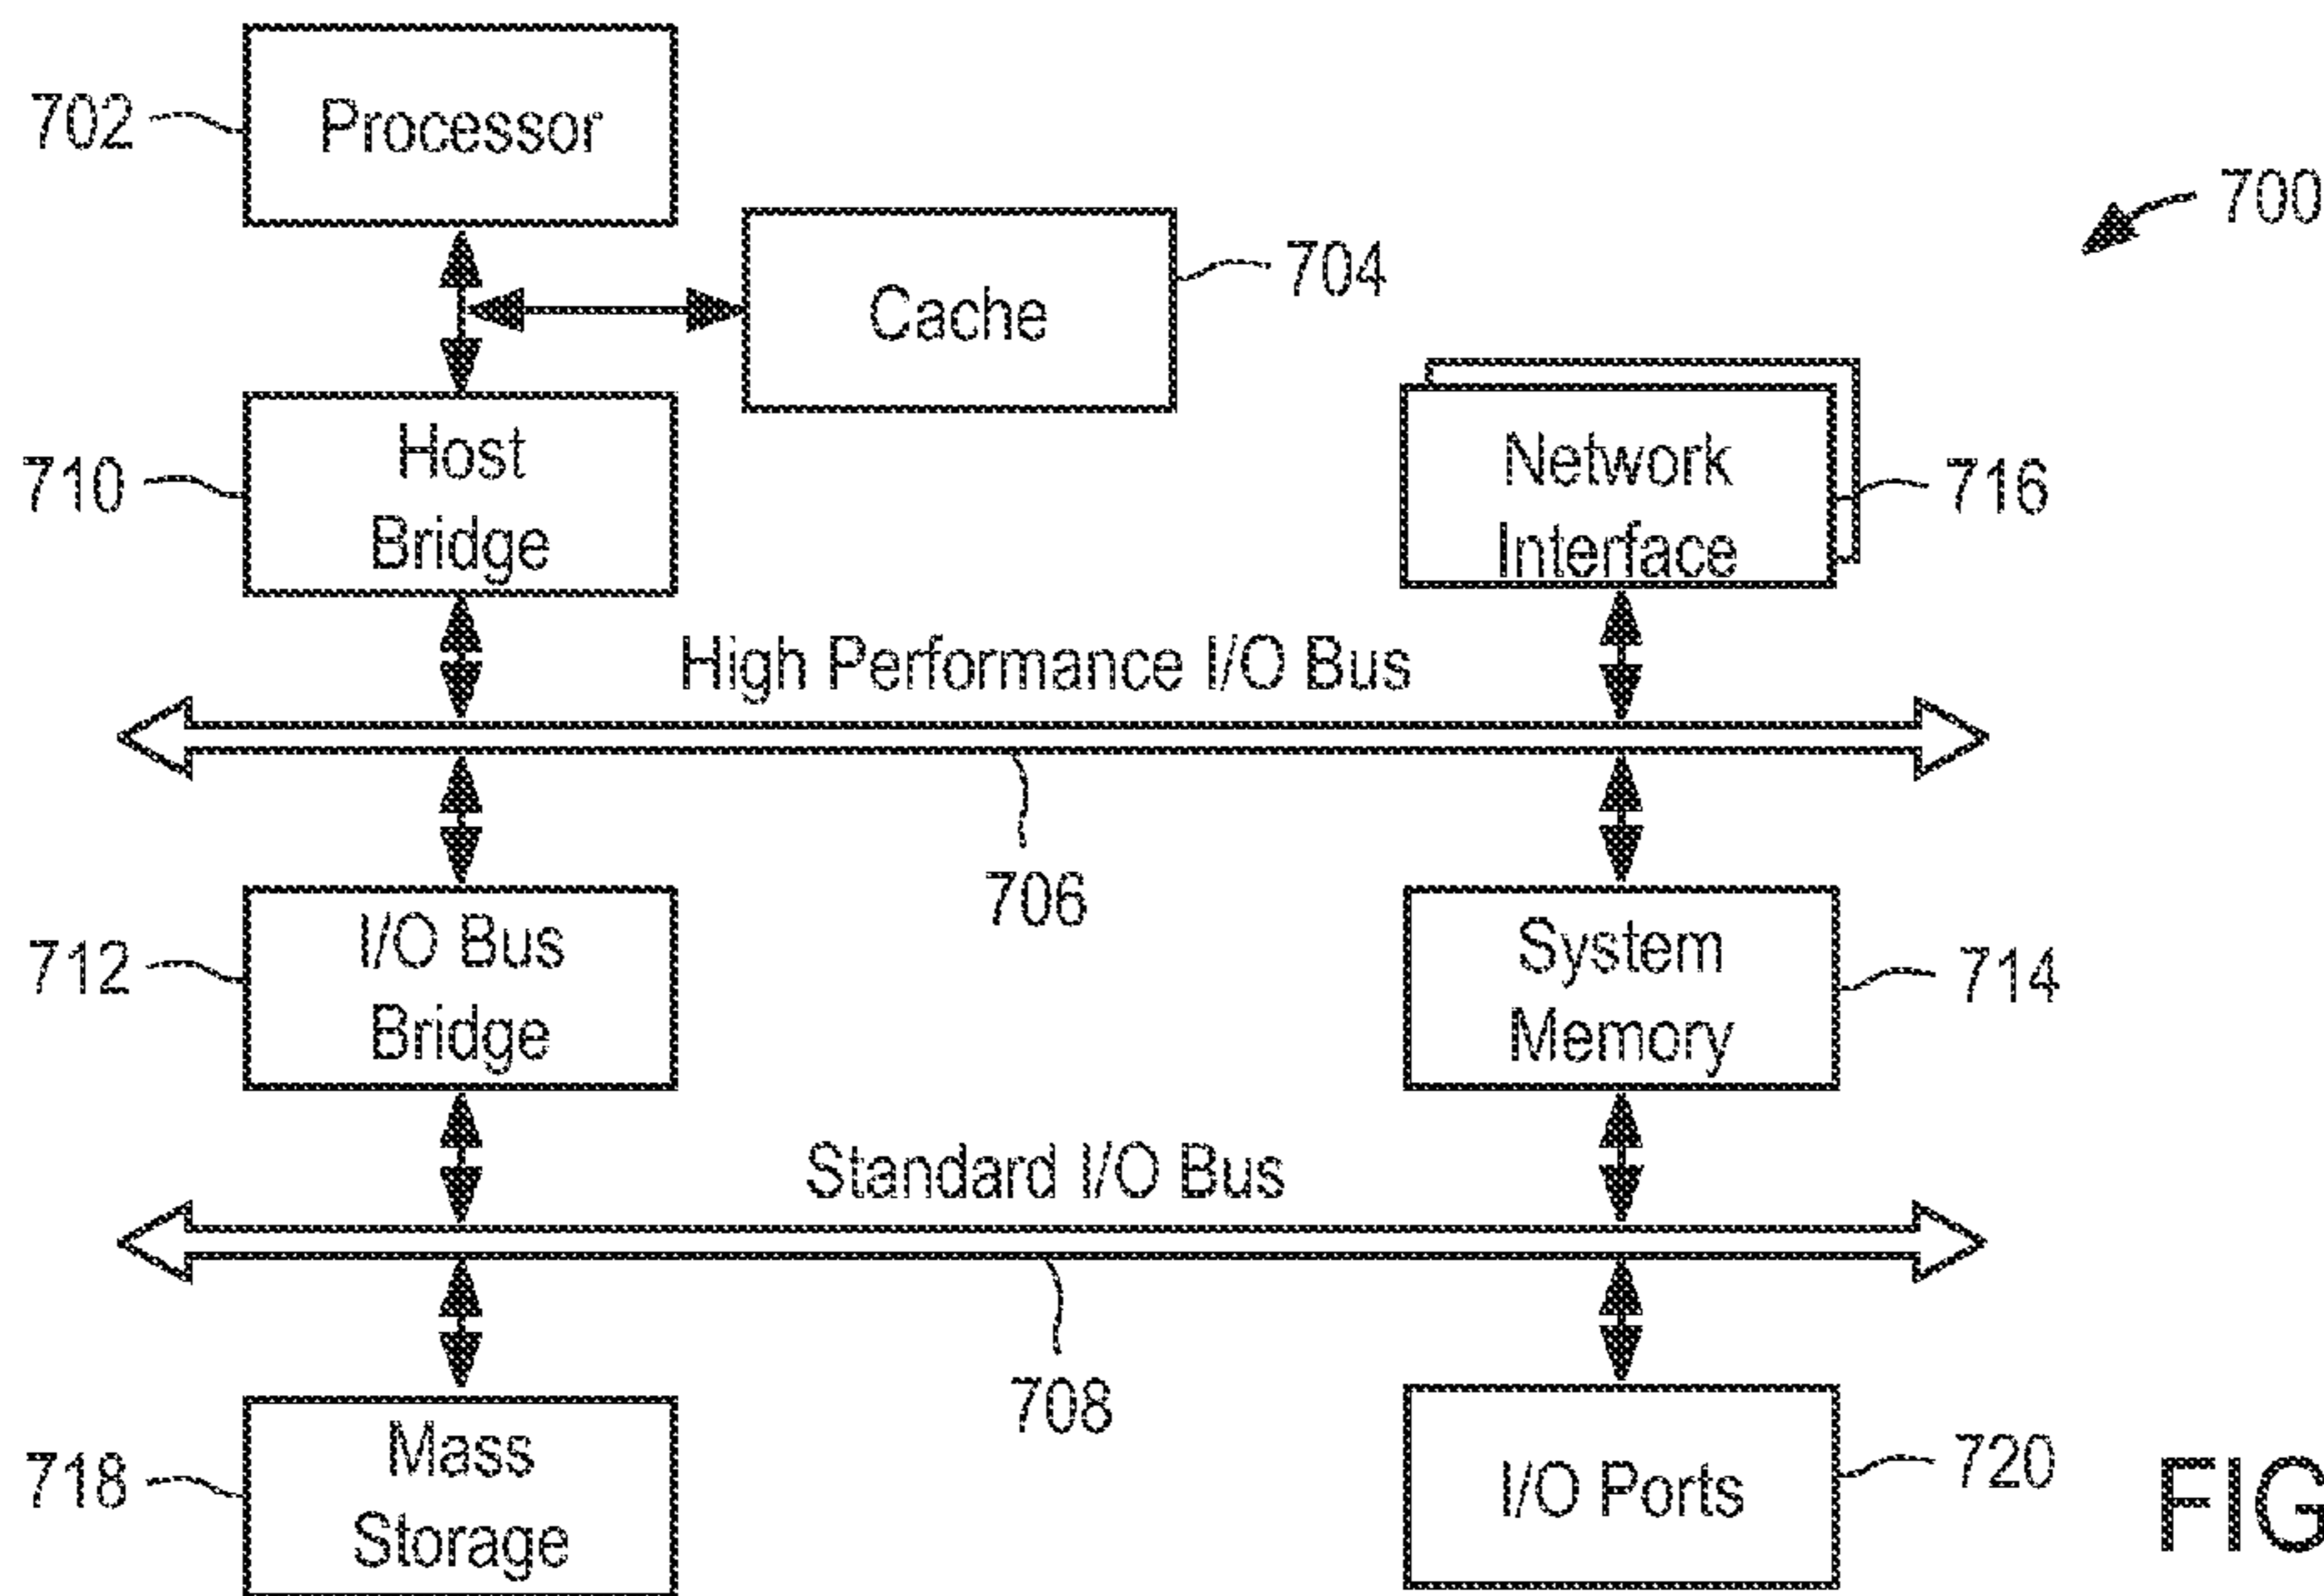 702
Processor
700
Cache
704
Host
Bridge
710
Network
Interface
716
High Performance I/O Bus
706
I/O Bus
Bridge
712
System
Memory
714
Standard I/O Bus
708
Mass
Storage
718
I/O Ports
720
FIG